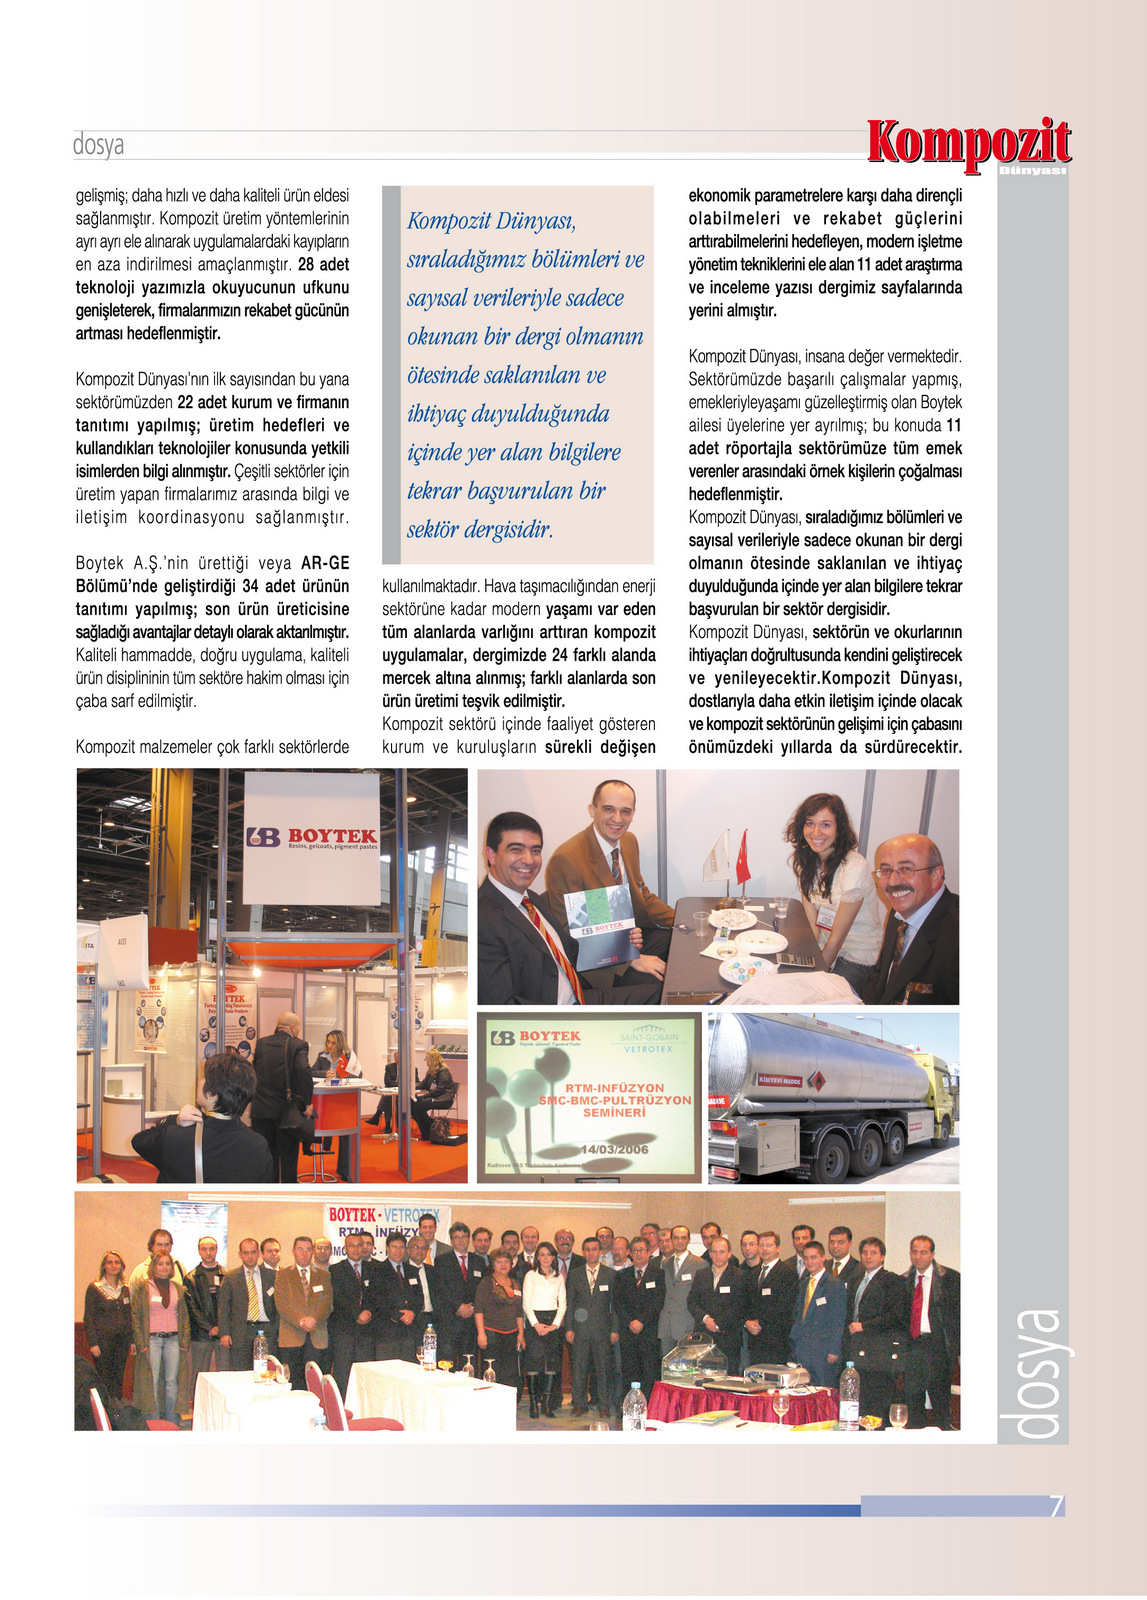 dosya
Kompozit
Dünyası
gelişmiş; daha hızlı ve daha kaliteli ürün eldesi
sağlanmıştır. Kompozit üretim yöntemlerinin
ayrı ayrı ele alınarak uygulamalardaki kayıpların
en aza indirilmesi amaçlanmıştır. 28 adet
teknoloji yazımızla okuyucunun ufkunu
genişleterek, firmalarımızın rekabet gücünün
artması hedeflenmiştir.
Kompozit Dünyası'nın ilk sayısından bu yana
sektörümüzden 22 adet kurum ve firmanın
tanıtımı yapılmış; üretim hedefleri ve
kullandıkları teknolojiler konusunda yetkili
isimlerden bilgi alınmıştır. Çeşitli sektörler için
üretim yapan firmalarımız arasında bilgi ve
iletişim koordinasyonu sağlanmıştır.
Boytek A.Ş.'nin ürettiği veya AR-GE
Bölümü'nde geliştirdiği 34 adet ürünün
tanıtımı yapılmış; son ürün üreticisine
sağladığı avantajlar detaylı olarak aktarılmıştır.
Kaliteli hammadde, doğru uygulama, kaliteli
ürün disiplininin tüm sektöre hakim olması için
çaba sarf edilmiştir.
Kompozit malzemeler çok farklı sektörlerde
Kompozit Dünyası,
sıraladığımız bölümleri ve
sayısal verileriyle sadece
okunan bir dergi olmanın
ötesinde saklanılan ve
ihtiyaç duyulduğunda
içinde yer alan bilgilere
tekrar başvurulan bir
sektör dergisidir.
kullanılmaktadır. Hava taşımacılığından enerji
sektörüne kadar modern yaşamı var eden
tüm alanlarda varlığını arttıran kompozit
uygulamalar, dergimizde 24 farklı alanda
mercek altına alınmış; farklı alanlarda son
ürün üretimi teşvik edilmiştir.
Kompozit sektörü içinde faaliyet gösteren
kurum ve kuruluşların sürekli değişen
ekonomik parametrelere karşı daha dirençli
olabilmeleri ve rekabet güçlerini
arttırabilmelerini hedefleyen, modern işletme
yönetim tekniklerini ele alan 11 adet araştırma
ve inceleme yazısı dergimiz sayfalarında
yerini almıştır.
Kompozit Dünyası, insana değer vermektedir.
Sektörümüzde başarılı çalışmalar yapmış,
emekleriyleyaşamı güzelleştirmiş olan Boytek
ailesi üyelerine yer ayrılmış; bu konuda 11
adet röportajla sektörümüze tüm emek
verenler arasındaki örnek kişilerin çoğalması
hedeflenmiştir.
Kompozit Dünyası, sıraladığımız bölümleri ve
sayısal verileriyle sadece okunan bir dergi
olmanın ötesinde saklanılan ve ihtiyaç
duyulduğunda içinde yer alan bilgilere tekrar
başvurulan bir sektör dergisidir.
Kompozit Dünyası, sektörün ve okurlarının
ihtiyaçları doğrultusunda kendini geliştirecek
ve yenileyecektir.Kompozit Dünyası,
dostlarıyla daha etkin iletişim içinde olacak
ve kompozit sektörünün gelişimi için çabasını
önümüzdeki yıllarda da sürdürecektir.
BOYTEK
Resins, gelcoats, pigment pastes
BOYTEK
BOYTEK
SAINT-GOBAIN
VETROTEX
RTM-INFÜZYON
SMC-BMC-PULTRÜZYON
SEMİNERİ
14/03/2006
KİMYEVİ MADDE
BOYTEK - VETROTEX
RTM - İNFÜZY
dosya
7